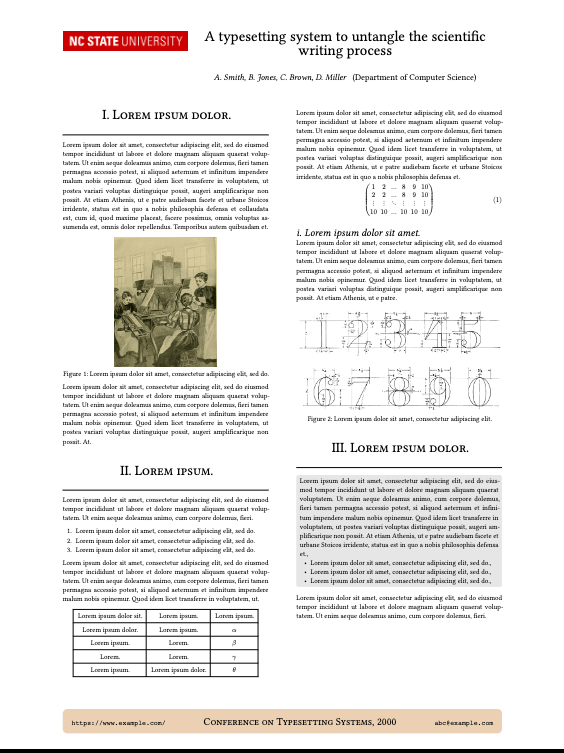 NC STATE UNIVERSITY
A typesetting system to untangle the scientific
writing process
A. Smith, B. Jones, C. Brown, D. Miller (Department of Computer Science)
I. Lorem ipsum dolor.
Lorem ipsum dolor sit amet, consectetur adipiscing elit, sed do eiusmod
tempor incididunt ut labore et dolore magnam aliquam quaerat volup-
tatem. Ut enim aeque doleamus animo, cum corpore dolemus, fieri tamen
permagna accessio potest, si aliquod aeternum et infinitum impendere
malum nobis opinemur. Quod idem licet transferre in voluptatem, ut
postea variari voluptas distinguique possit, augeri amplificarique non
possit. At etiam Athenis, ut e patre audiebam facete et urbane Stoicos
irridente, statua est in quo a nobis philosophia defensa et collaudata
est, cum id, quod maxime placeat, facere possimus, omnis voluptas as-
sumenda est, omnis dolor repellendus. Temporibus autem quibusdam et.
Figure 1: Lorem ipsum dolor sit amet, consectetur adipiscing elit, sed do.
Lorem ipsum dolor sit amet, consectetur adipiscing elit, sed do eiusmod
tempor incididunt ut labore et dolore magnam aliquam quaerat volup-
tatem. Ut enim aeque doleamus animo, cum corpore dolemus, fieri tamen
permagna accessio potest, si aliquod aeternum et infinitum impendere
malum nobis opinemur. Quod idem licet transferre in voluptatem, ut
postea variari voluptas distinguique possit, augeri amplificarique non
possit. At.
II. Lorem ipsum.
Lorem ipsum dolor sit amet, consectetur adipiscing elit, sed do eiusmod
tempor incididunt ut labore et dolore magnam aliquam quaerat volup-
tatem. Ut enim aeque doleamus animo, cum corpore dolemus, fieri.
1. Lorem ipsum dolor sit amet, consectetur adipiscing elit, sed do.
2. Lorem ipsum dolor sit amet, consectetur adipiscing elit, sed do.
3. Lorem ipsum dolor sit amet, consectetur adipiscing elit, sed do.
Lorem ipsum dolor sit amet, consectetur adipiscing elit, sed do eiusmod
tempor incididunt ut labore et dolore magnam aliquam quaerat volup-
tatem. Ut enim aeque doleamus animo, cum corpore dolemus, fieri tamen
permagna accessio potest, si aliquod aeternum et infinitum impendere
malum nobis opinemur. Quod idem licet transferre in voluptatem, ut.
Lorem ipsum dolor sit. Lorem ipsum. Lorem ipsum.
Lorem ipsum dolor. Lorem ipsum. α
Lorem ipsum. Lorem. β
Lorem. Lorem ipsum. γ
Lorem ipsum. Lorem ipsum dolor. θ
Lorem ipsum dolor sit amet, consectetur adipiscing elit, sed do eiusmod
tempor incididunt ut labore et dolore magnam aliquam quaerat volup-
tatem. Ut enim aeque doleamus animo, cum corpore dolemus, fieri tamen
permagna accessio potest, si aliquod aeternum et infinitum impendere
malum nobis opinemur. Quod idem licet transferre in voluptatem, ut
postea variari voluptas distinguique possit, augeri amplificarique non
possit. At etiam Athenis, ut e patre audiebam facete et urbane Stoicos
irridente, statua est in quo a nobis philosophia defensa et.
1 2 ... 8 9 10
2 2 ... 8 9 10
⋮ ⋮ ⋱ ⋮ ⋮ ⋮
10 10 ... 10 10 10
(1)
i. Lorem ipsum dolor sit amet.
Lorem ipsum dolor sit amet, consectetur adipiscing elit, sed do eiusmod
tempor incididunt ut labore et dolore magnam aliquam quaerat volup-
tatem. Ut enim aeque doleamus animo, cum corpore dolemus, fieri tamen
permagna accessio potest, si aliquod aeternum et infinitum impendere
malum nobis opinemur. Quod idem licet transferre in voluptatem, ut
postea variari voluptas distinguique possit, augeri amplificarique non
possit. At etiam Athenis, ut e patre.
1 2 3 4 5
6 7 8 9 0
Figure 2: Lorem ipsum dolor sit amet, consectetur adipiscing elit.
III. Lorem ipsum dolor.
Lorem ipsum dolor sit amet, consectetur adipiscing elit, sed do eius-
mod tempor incididunt ut labore et dolore magnam aliquam quaerat
voluptatem. Ut enim aeque doleamus animo, cum corpore dolemus,
fieri tamen permagna accessio potest, si aliquod aeternum et infini-
tum impendere malum nobis opinemur. Quod idem licet transferre in
voluptatem, ut postea variari voluptas distinguique possit, augeri am-
plificarique non possit. At etiam Athenis, ut e patre audiebam facete et
urbane Stoicos irridente, statua est in quo a nobis philosophia defensa
et.,
• Lorem ipsum dolor sit amet, consectetur adipiscing elit, sed do.,
• Lorem ipsum dolor sit amet, consectetur adipiscing elit, sed do.,
• Lorem ipsum dolor sit amet, consectetur adipiscing elit, sed do.,
Lorem ipsum dolor sit amet, consectetur adipiscing elit, sed do eiusmod
tempor incididunt ut labore et dolore magnam aliquam quaerat volup-
tatem. Ut enim aeque doleamus animo, cum corpore dolemus, fieri.
https://www.example.com/
Conference on Typesetting Systems, 2000
abc@example.com